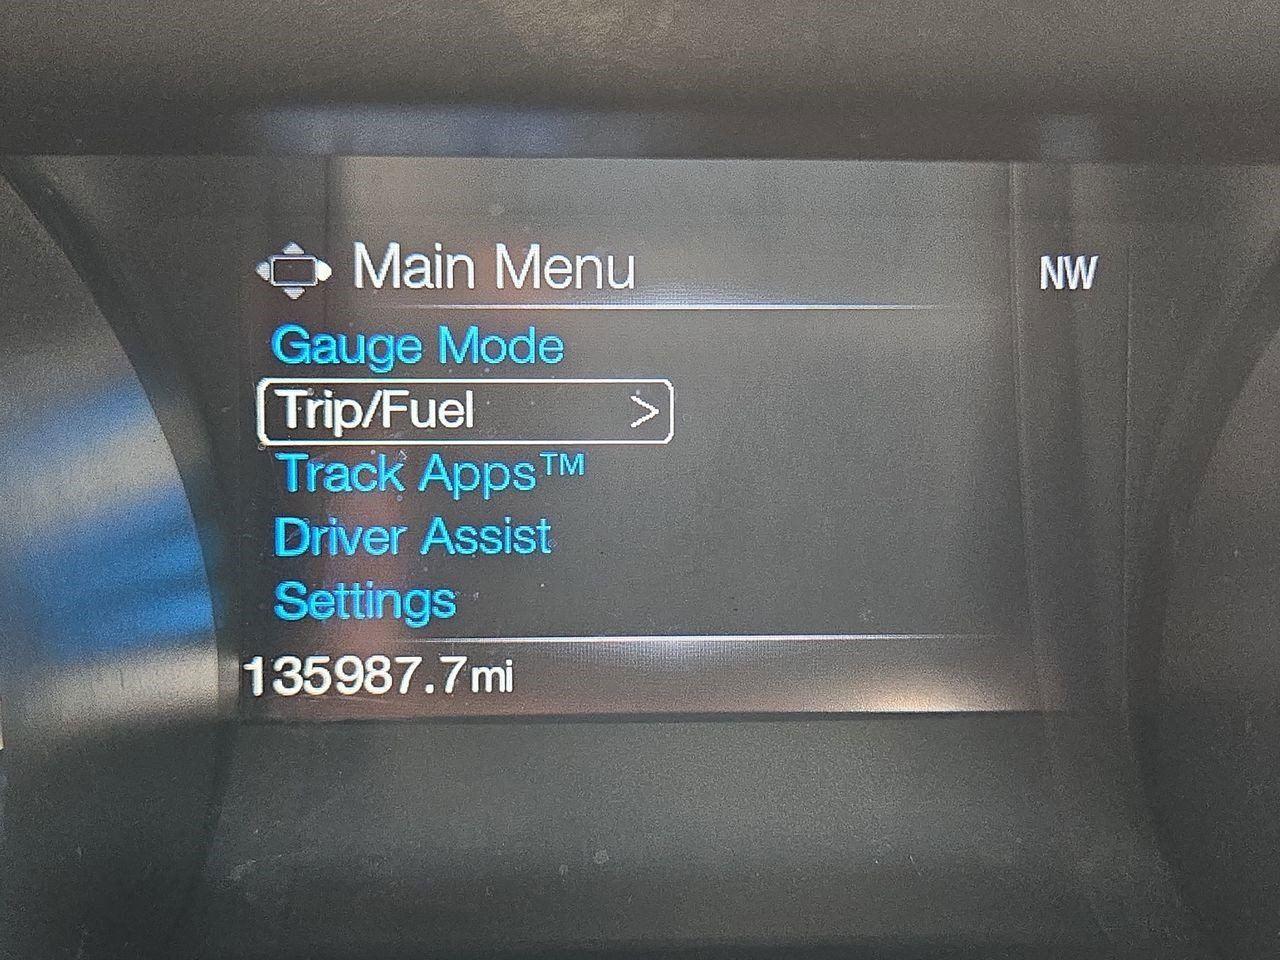 Main Menu NW
Gauge Mode
Trip/Fuel >
Track Apps™
Driver Assist
Settings
135987.7mi